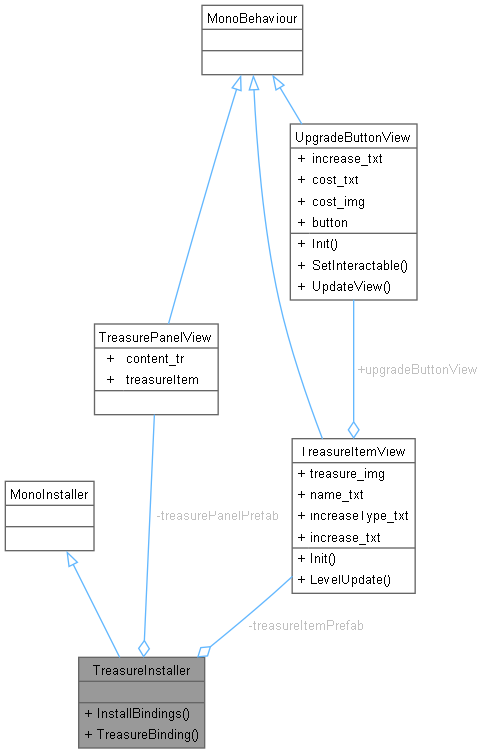 MonoBehaviour
UpgradeButtonView
+ increase_txt
+ cost_txt
+ cost_img
+ button
+ Init()
+ SetInteractable()
+ UpdateView()
TreasurePanelView
+ content_tr
+ treasureItem
+upgradeButtonView
TreasureItemView
+ treasure_img
+ name_txt
+ increaseType_txt
+ increase_txt
+ Init()
+ LevelUpdate()
MonoInstaller
-treasurePanelPrefab
-treasureItemPrefab
TreasureInstaller
+ InstallBindings()
+ TreasureBinding()